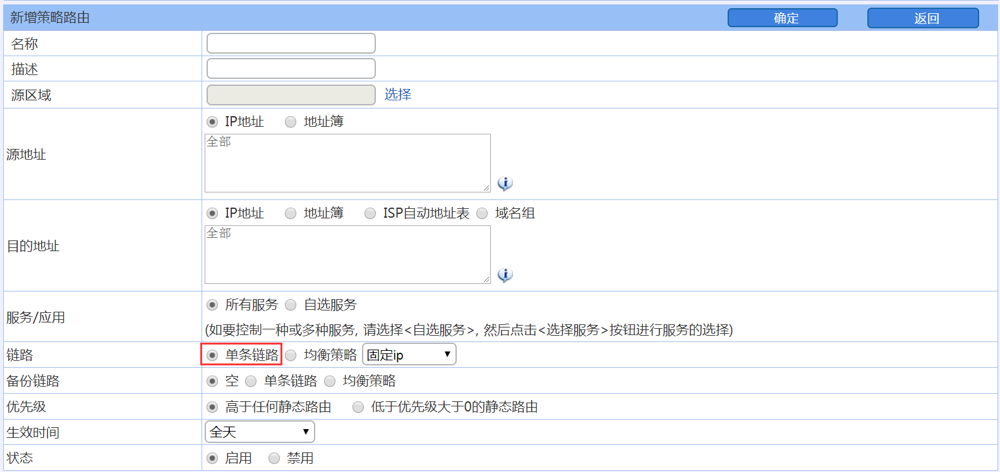 新增策略路由 确定 返回
名称
描述
源区域 选择
IP地址 地址簿
源地址 全部
IP地址 地址簿 ISP自动地址表 域名组
目的地址 全部
服务/应用 所有服务 自选服务
(如要控制一种或多种服务, 请选择<自选服务>, 然后点击<选择服务>按钮进行服务的选择)
链路 单条链路 均衡策略 固定ip
备份链路 空 单条链路 均衡策略
优先级 高于任何静态路由 低于优先级大于0的静态路由
生效时间 全天
状态 启用 禁用